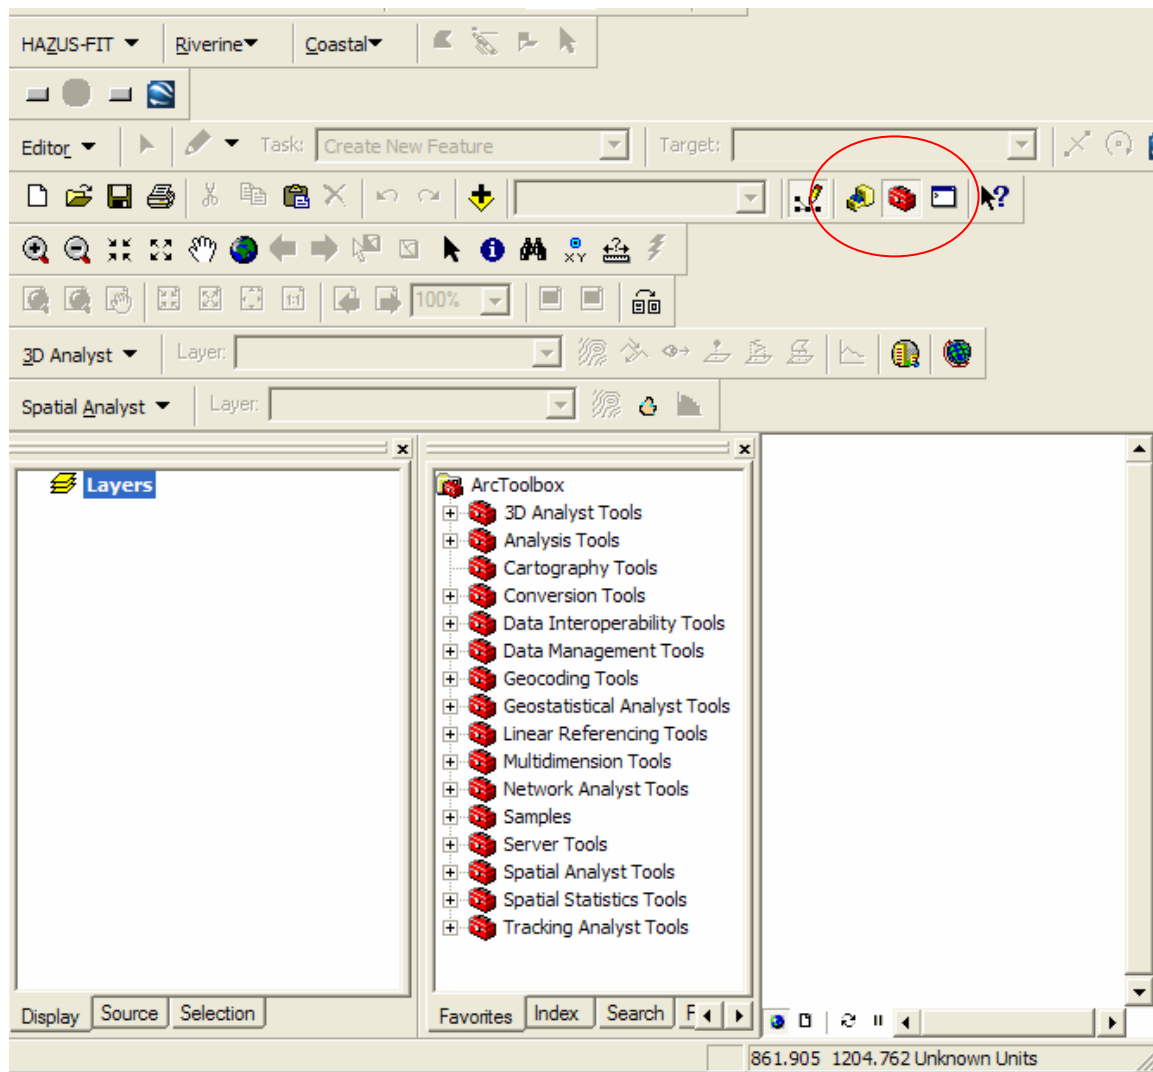 HAZUS-FIT Riverine Coastal
Editor Task: Create New Feature Target:
?
XY ?
1:1 100%
3D Analyst Layer:
Spatial Analyst Layer:
Layers
ArcToolbox
3D Analyst Tools
Analysis Tools
Cartography Tools
Conversion Tools
Data Interoperability Tools
Data Management Tools
Geocoding Tools
Geostatistical Analyst Tools
Linear Referencing Tools
Multidimension Tools
Network Analyst Tools
Samples
Server Tools
Spatial Analyst Tools
Spatial Statistics Tools
Tracking Analyst Tools
Display Source Selection
Favorites Index Search
861.905 1204.762 Unknown Units